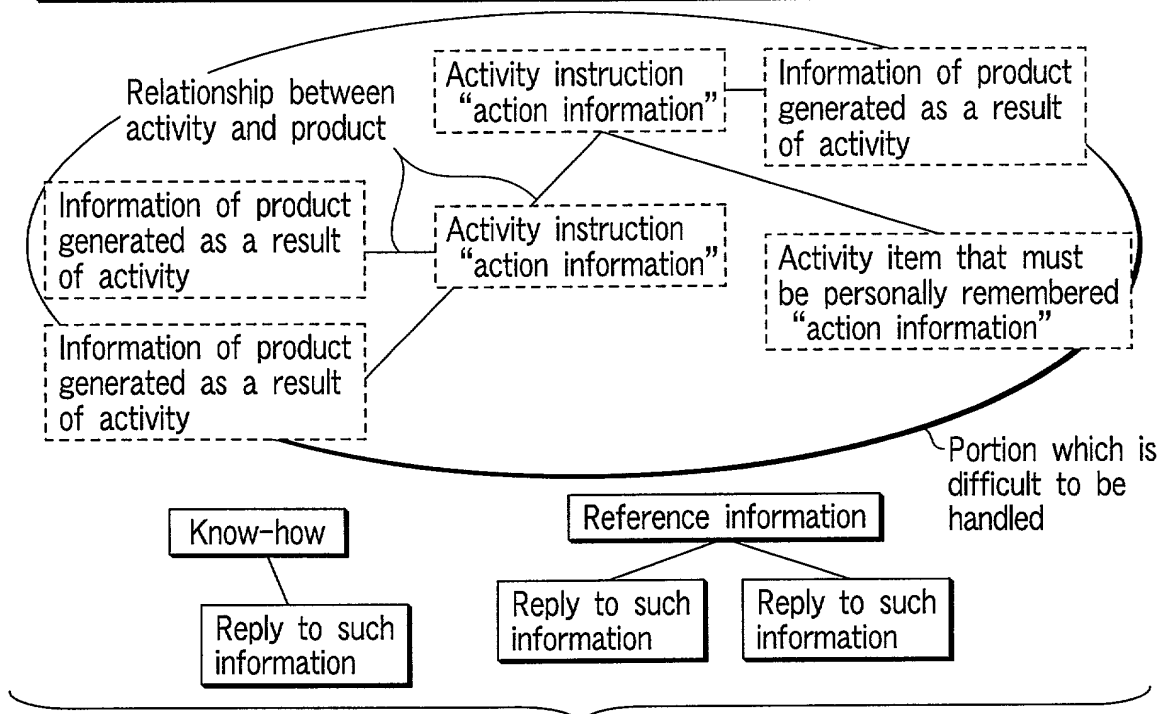 Relationship between
activity and product
Activity instruction
“action information”
Information of product
generated as a result
of activity
Information of product
generated as a result
of activity
Activity instruction
“action information”
Activity item that must
be personally remembered
“action information”
Information of product
generated as a result
of activity
Portion which is
difficult to be
handled
Know-how
Reference information
Reply to such
information
Reply to such
information
Reply to such
information